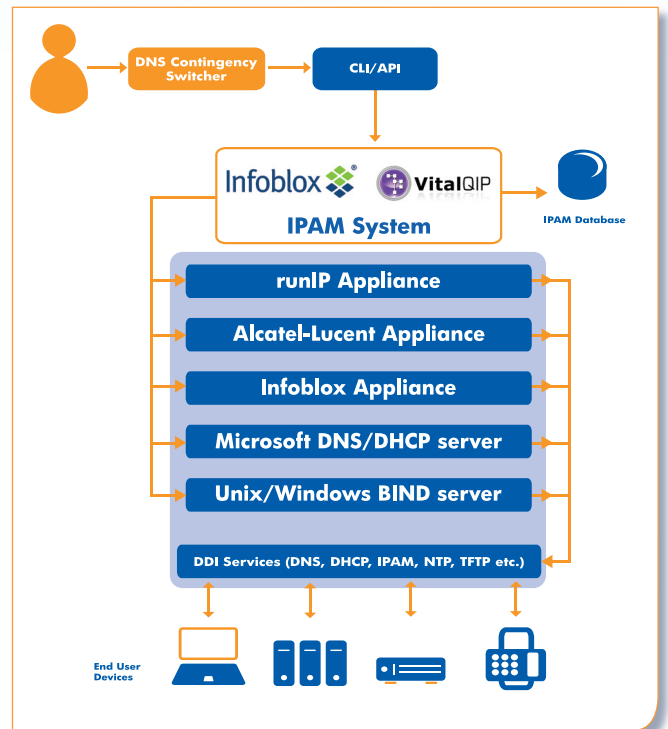 DNS Contingency
Switcher
CLI/API
Infoblox®
VitalQIP
IPAM System
IPAM Database
runIP Appliance
Alcatel-Lucent Appliance
Infoblox Appliance
Microsoft DNS/DHCP server
Unix/Windows BIND server
DDI Services (DNS, DHCP, IPAM, NTP, TFTP etc.)
End User
Devices